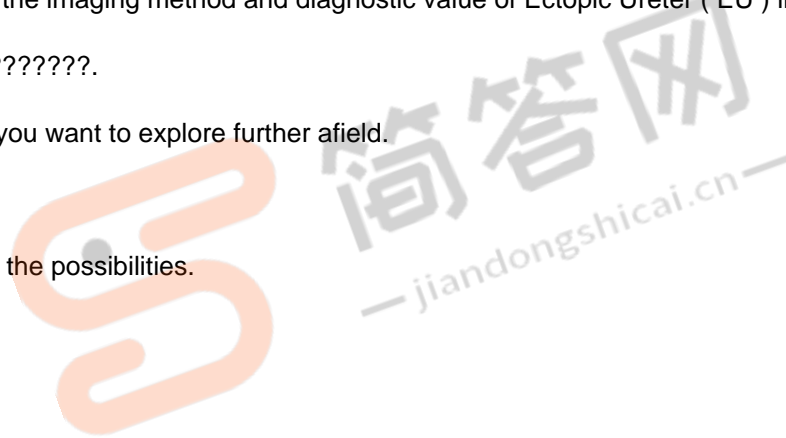 the imaging method and diagnostic value of Ectopic Ureter ( EU ) i
???????.
you want to explore further afield.
简答网
jiandongshicai.cn
the possibilities.